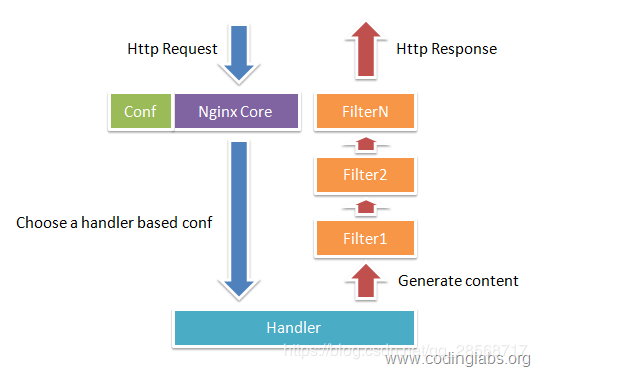 Http Request
Http Response
Conf
Nginx Core
FilterN
Filter2
Choose a handler based conf
Filter1
Generate content
Handler
https://blog.csdn.net/qq_28568717
www.codinglabs.org